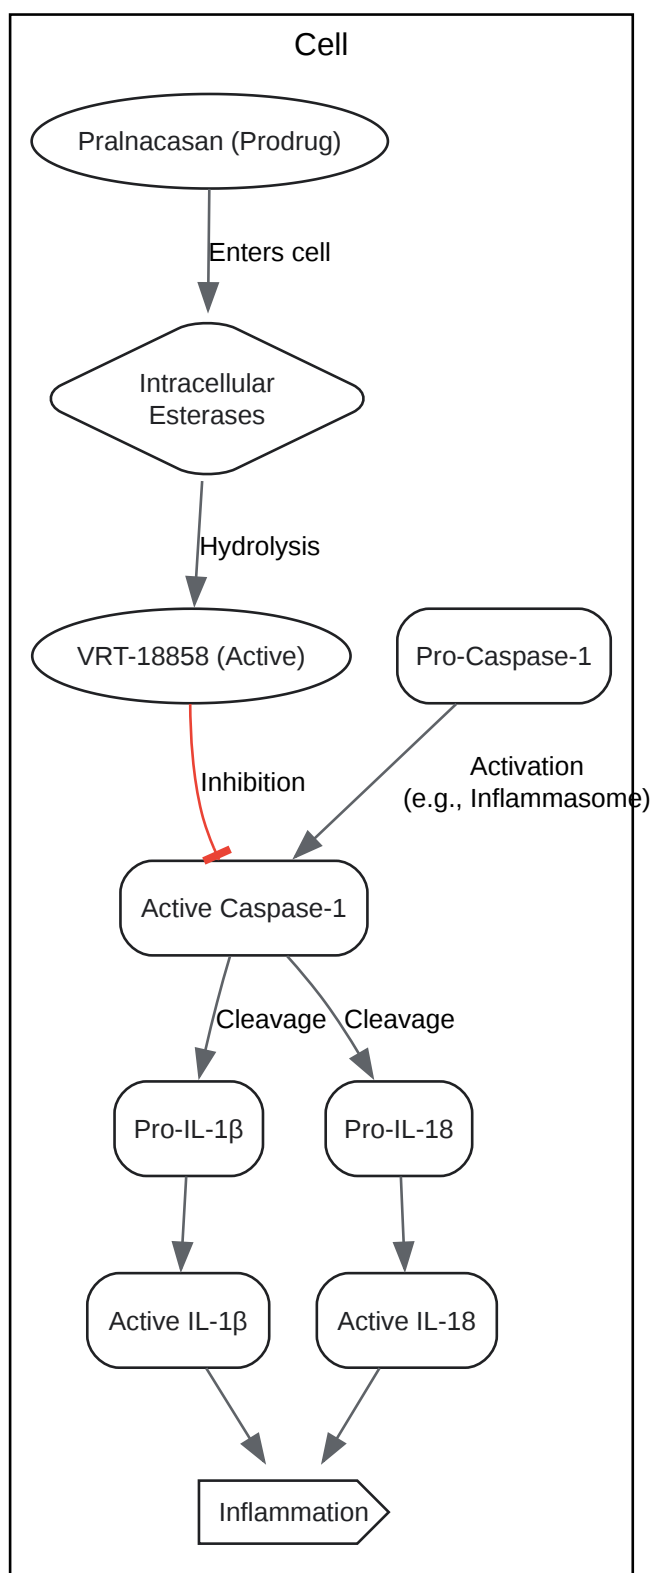 Cell
Pralnacasan (Prodrug)
Enters cell
Intracellular
Esterases
Hydrolysis
VRT-18858 (Active)
Pro-Caspase-1
Inhibition
Activation
(e.g., Inflammasome)
Active Caspase-1
Cleavage
Cleavage
Pro-IL-1β
Pro-IL-18
Active IL-1β
Active IL-18
Inflammation